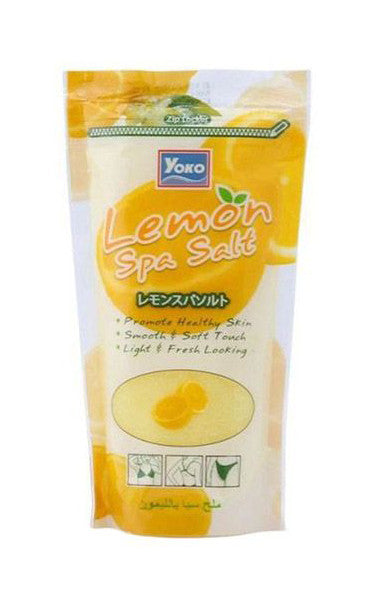 Zip Locker
YOKO
Lemon
Spa Salt
レモンスパソルト
* Promote Healthy Skin
* Smooth & Soft Touch
* Light & Fresh Looking
ملح سبا بالليمون